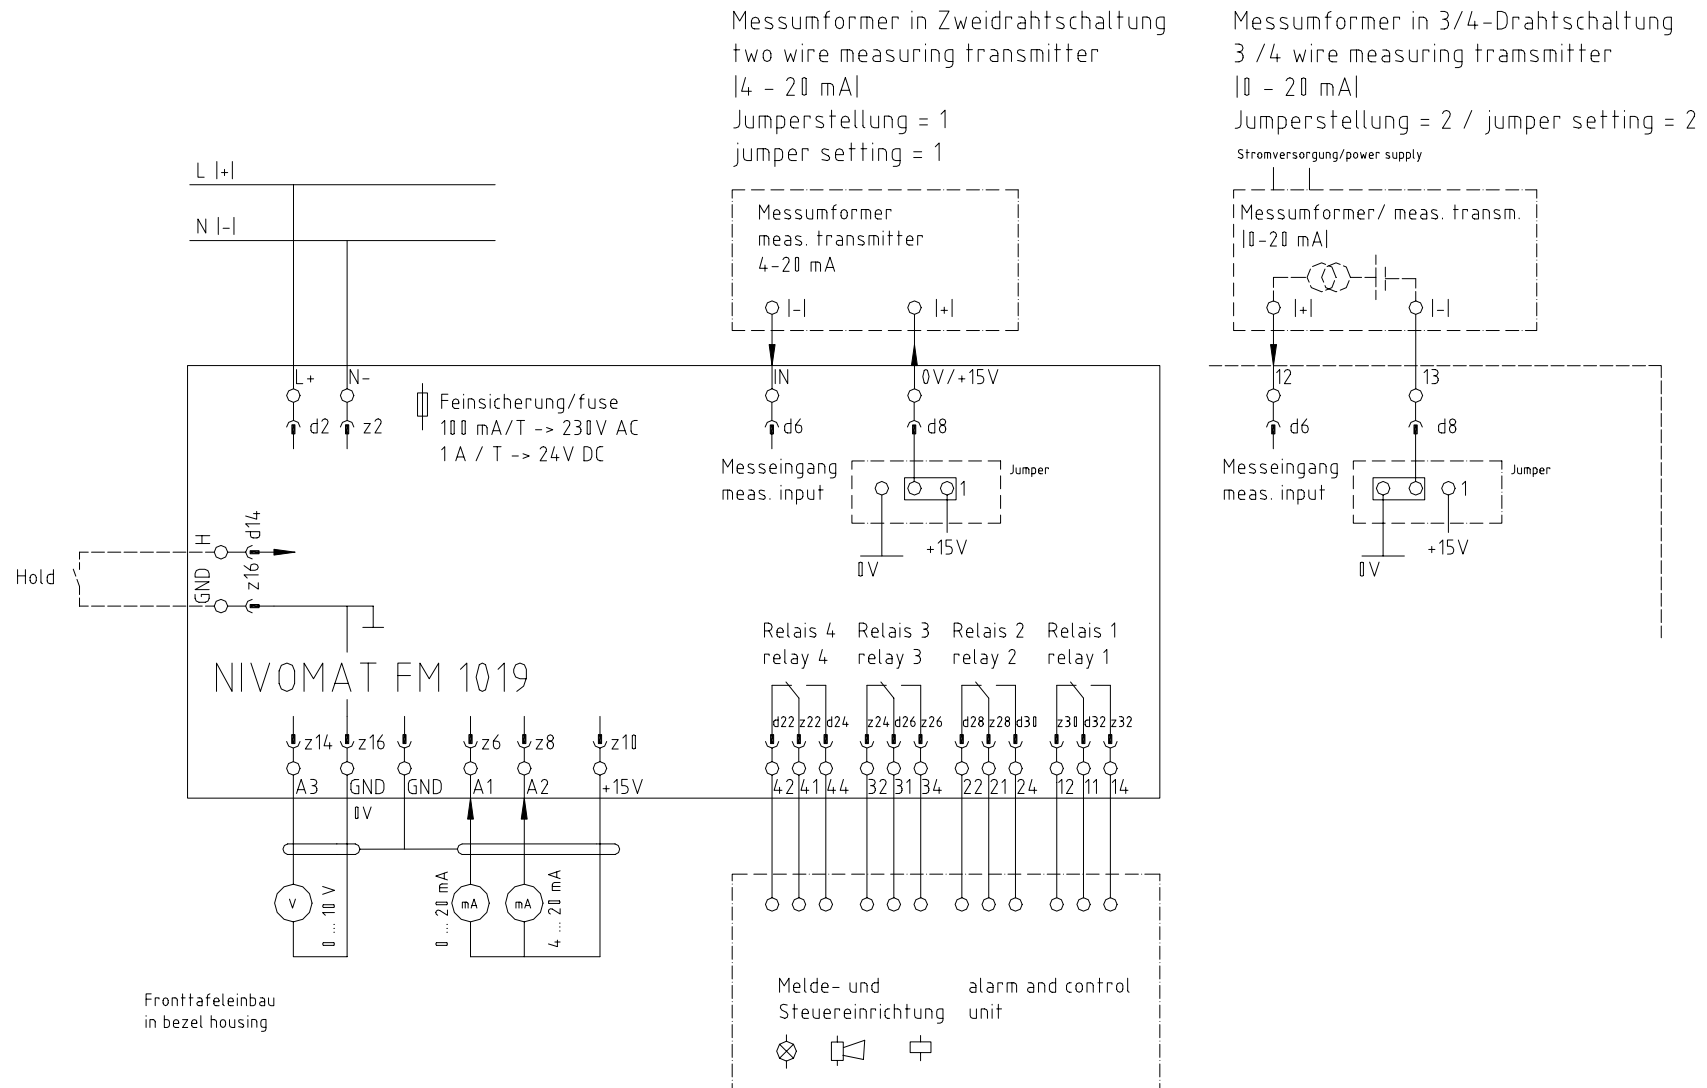 Messumformer in Zweidrahtschaltung
two wire measuring transmitter
|4 - 20 mA|
Jumperstellung = 1
jumper setting = 1
Messumformer in 3/4-Drahtschaltung
3 /4 wire measuring tramsmitter
|0 - 20 mA|
Jumperstellung = 2 / jumper setting = 2
Stromversorgung/power supply
L |+|
N |-|
Messumformer
meas. transmitter
4-20 mA
|-| |+|
Messumformer/ meas. transm.
|0-20 mA|
|+| |-|
L+ N-
d2 z2
Feinsicherung/fuse
100 mA/T -> 230V AC
1 A / T -> 24V DC
IN 0V/+15V
d6 d8
Messeingang
meas. input
Jumper
1
+15V
0V
12 13
d6 d8
Messeingang
meas. input
Jumper
1
+15V
0V
Hold
H d14
GND z16
NIVOMAT FM 1019
Relais 4 Relais 3 Relais 2 Relais 1
relay 4 relay 3 relay 2 relay 1
d22 z22 d24 z24 d26 z26 d28 z28 d30 z30 d32 z32
z14 z16 z6 z8 z10
A3 GND GND A1 A2 +15V
0V
42 41 44 32 31 34 22 21 24 12 11 14
V 0 ... 10 V
0 ... 20 mA mA mA 4 ... 20 mA
Fronttafeleinbau
in bezel housing
Melde- und
Steuereinrichtung
alarm and control
unit